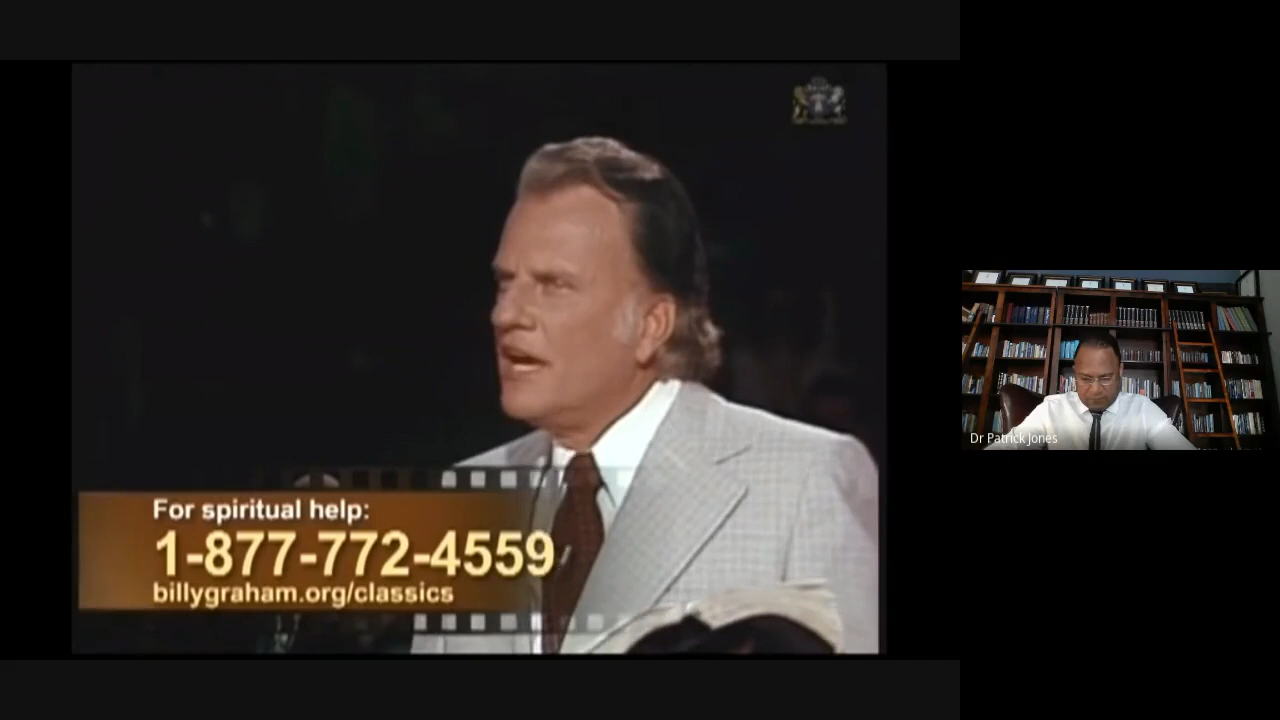 For spiritual help:
1-877-772-4559
billygraham.org/classics
Dr Patrick Jones